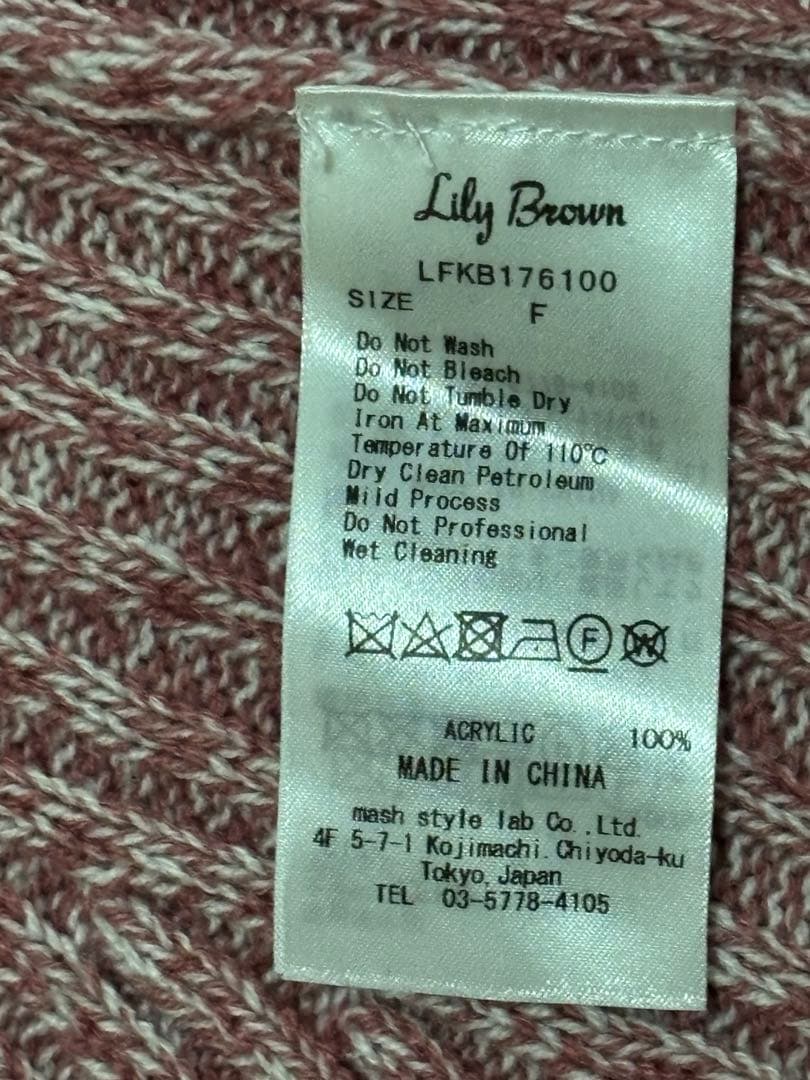 Lily Brown
LFKB176100
SIZE F
Do Not Wash
Do Not Bleach
Do Not Tumble Dry
Iron At Maximum
Temperature Of 110℃
Dry Clean Petroleum
Mild Process
Do Not Professional
Wet Cleaning
F W
ACRYLIC 100%
MADE IN CHINA
mash style lab Co.,Ltd.
4F 5-7-1 Kojimachi.Chiyoda-ku
Tokyo,Japan
TEL 03-5778-4105